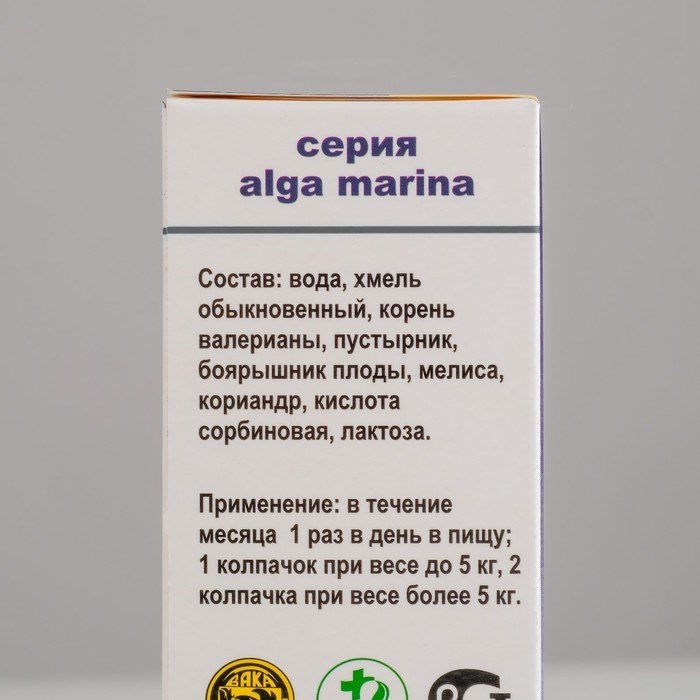 серия
alga marina
Состав: вода, хмель
обыкновенный, корень
валерианы, пустырник,
боярышник плоды, мелиса,
кориандр, кислота
сорбиновая, лактоза.
Применение: в течение
месяца 1 раз в день в пищу;
1 колпачок при весе до 5 кг, 2
колпачка при весе более 5 кг.
ВАКА